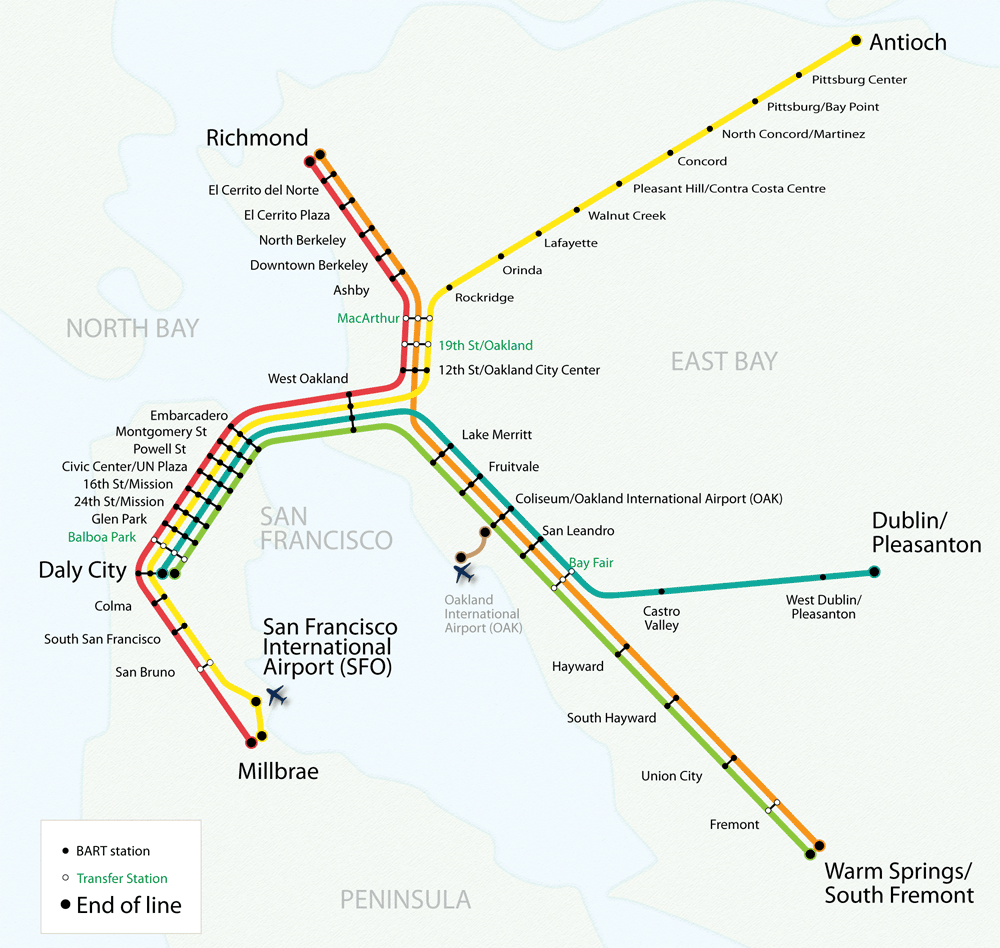 Antioch
Pittsburg Center
Pittsburg/Bay Point
North Concord/Martinez
Concord
Pleasant Hill/Contra Costa Centre
Walnut Creek
Lafayette
Orinda
Rockridge
Richmond
El Cerrito del Norte
El Cerrito Plaza
North Berkeley
Downtown Berkeley
Ashby
MacArthur
19th St/Oakland
12th St/Oakland City Center
NORTH BAY
EAST BAY
West Oakland
Embarcadero
Montgomery St
Powell St
Civic Center/UN Plaza
16th St/Mission
24th St/Mission
Glen Park
Balboa Park
Daly City
SAN
FRANCISCO
Lake Merritt
Fruitvale
Coliseum/Oakland International Airport (OAK)
San Leandro
Bay Fair
Oakland
International
Airport (OAK)
Dublin/
Pleasanton
Castro
Valley
West Dublin/
Pleasanton
Colma
South San Francisco
San Bruno
San Francisco
International
Airport (SFO)
Millbrae
Hayward
South Hayward
Union City
Fremont
Warm Springs/
South Fremont
PENINSULA
BART station
Transfer Station
End of line